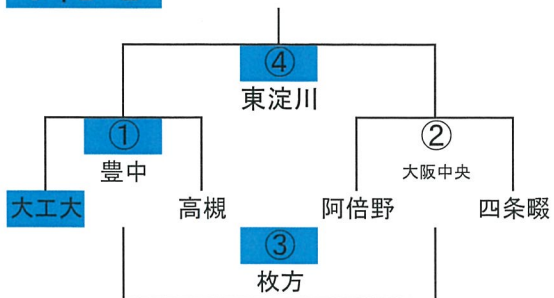 ④
東淀川
① ②
豊中 大阪中央
大工大 高槻 阿倍野 四条畷
③
枚方